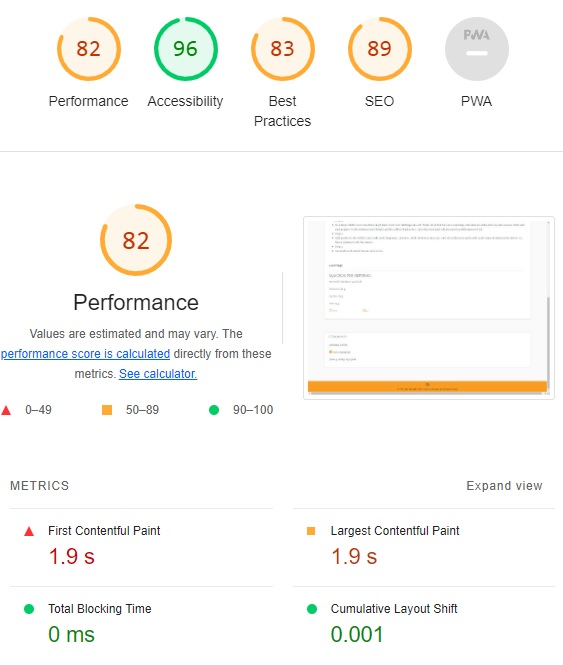 82
96
83
89
PWA
Performance
Accessibility
Best
Practices
SEO
PWA
82
Performance
Values are estimated and may vary. The
performance score is calculated directly from these
metrics. See calculator.
0–49
50–89
90–100
METRICS
Expand view
First Contentful Paint
1.9 s
Largest Contentful Paint
1.9 s
Total Blocking Time
0 ms
Cumulative Layout Shift
0.001